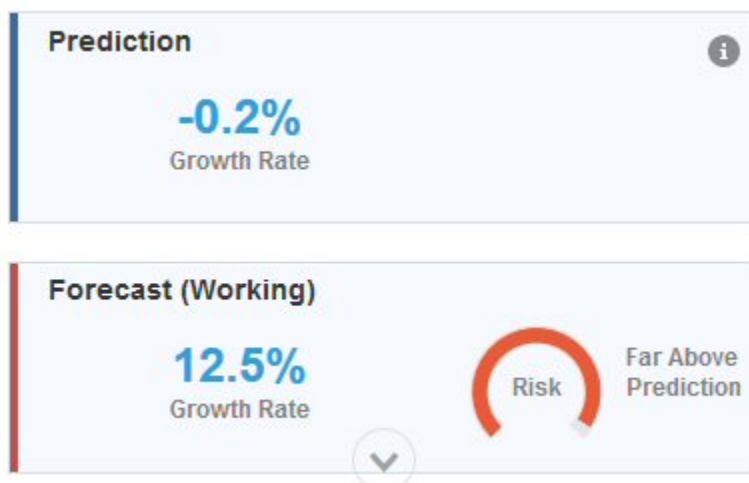 Prediction
-0.2%
Growth Rate
Forecast (Working)
12.5%
Growth Rate
Risk
Far Above
Prediction